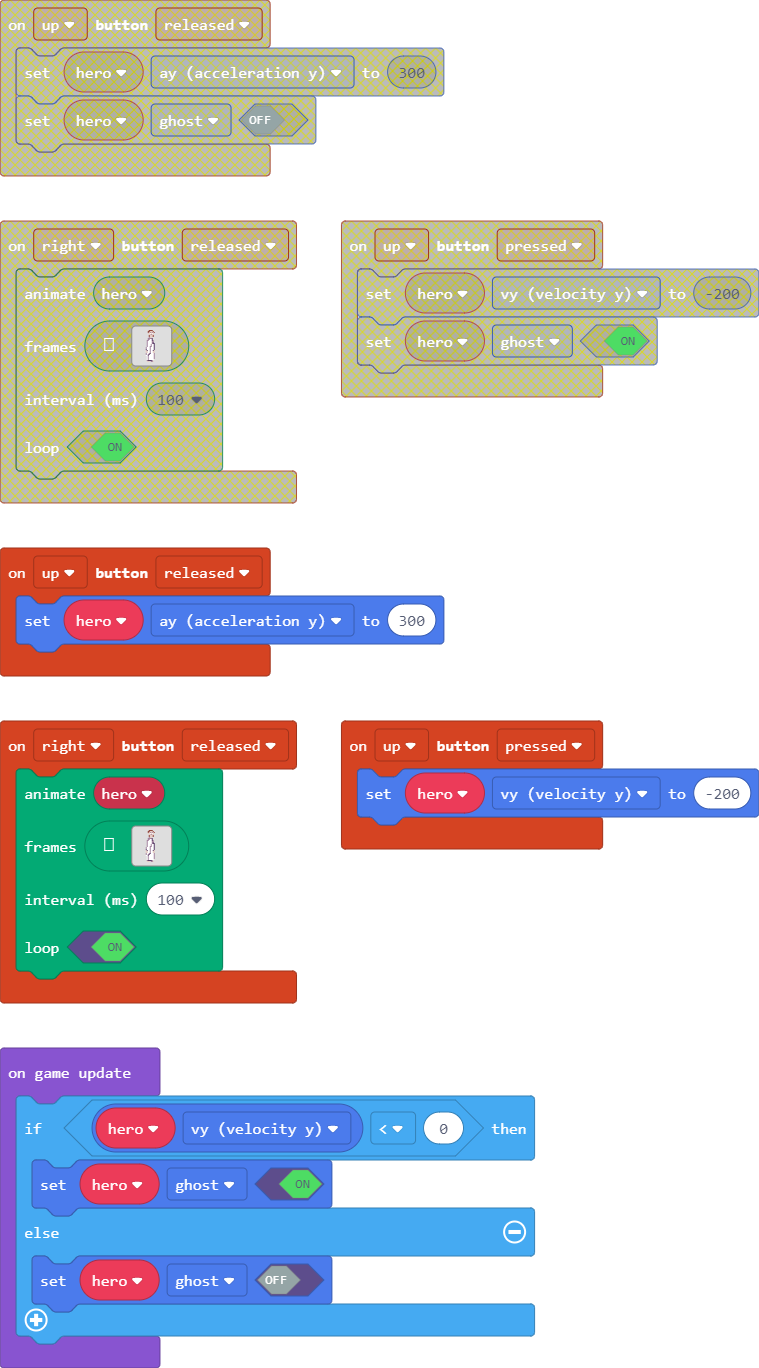 on up button released
set hero ay (acceleration y) to 300
set hero ghost OFF
on right button released
animate hero
frames
interval (ms) 100
loop ON
on up button pressed
set hero vy (velocity y) to -200
set hero ghost ON
on up button released
set hero ay (acceleration y) to 300
on right button released
animate hero
frames
interval (ms) 100
loop ON
on up button pressed
set hero vy (velocity y) to -200
on game update
if hero vy (velocity y) < 0 then
set hero ghost ON
else
set hero ghost OFF